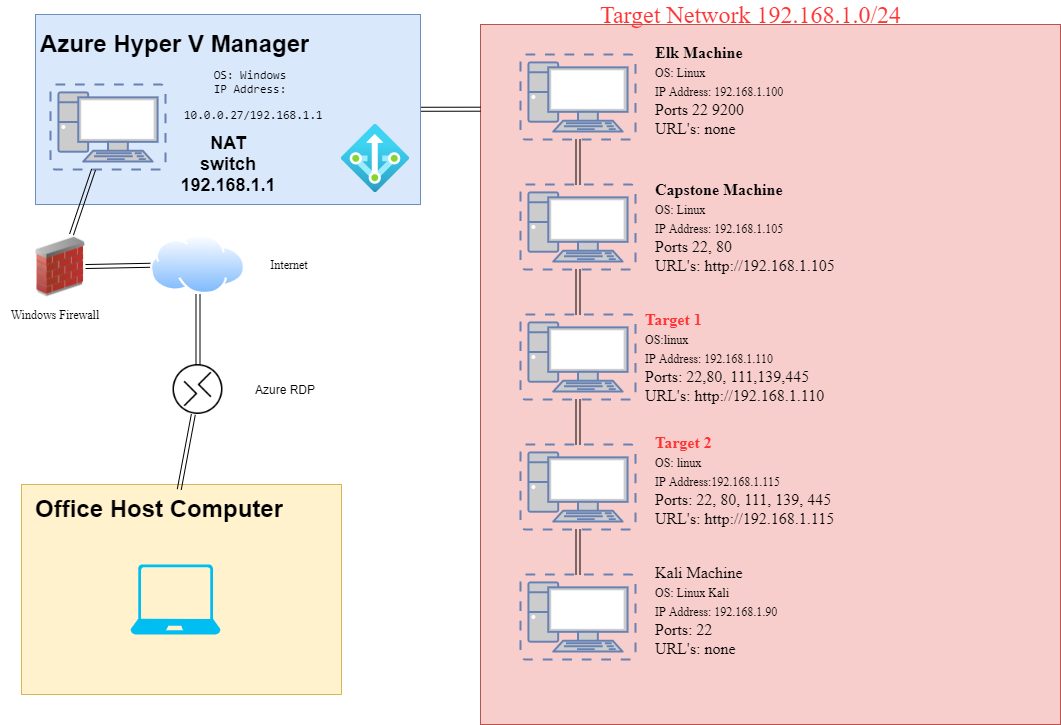 Target Network 192.168.1.0/24
Azure Hyper V Manager
OS: Windows
IP Address:
10.0.0.27/192.168.1.1
NAT
switch
192.168.1.1
Windows Firewall
Internet
Azure RDP
Office Host Computer
Elk Machine
OS: Linux
IP Address: 192.168.1.100
Ports 22 9200
URL's: none
Capstone Machine
OS: Linux
IP Address: 192.168.1.105
Ports 22, 80
URL's: http://192.168.1.105
Target 1
OS:linux
IP Address: 192.168.1.110
Ports: 22,80, 111,139,445
URL's: http://192.168.1.110
Target 2
OS: linux
IP Address:192.168.1.115
Ports: 22, 80, 111, 139, 445
URL's: http://192.168.1.115
Kali Machine
OS: Linux Kali
IP Address: 192.168.1.90
Ports: 22
URL's: none